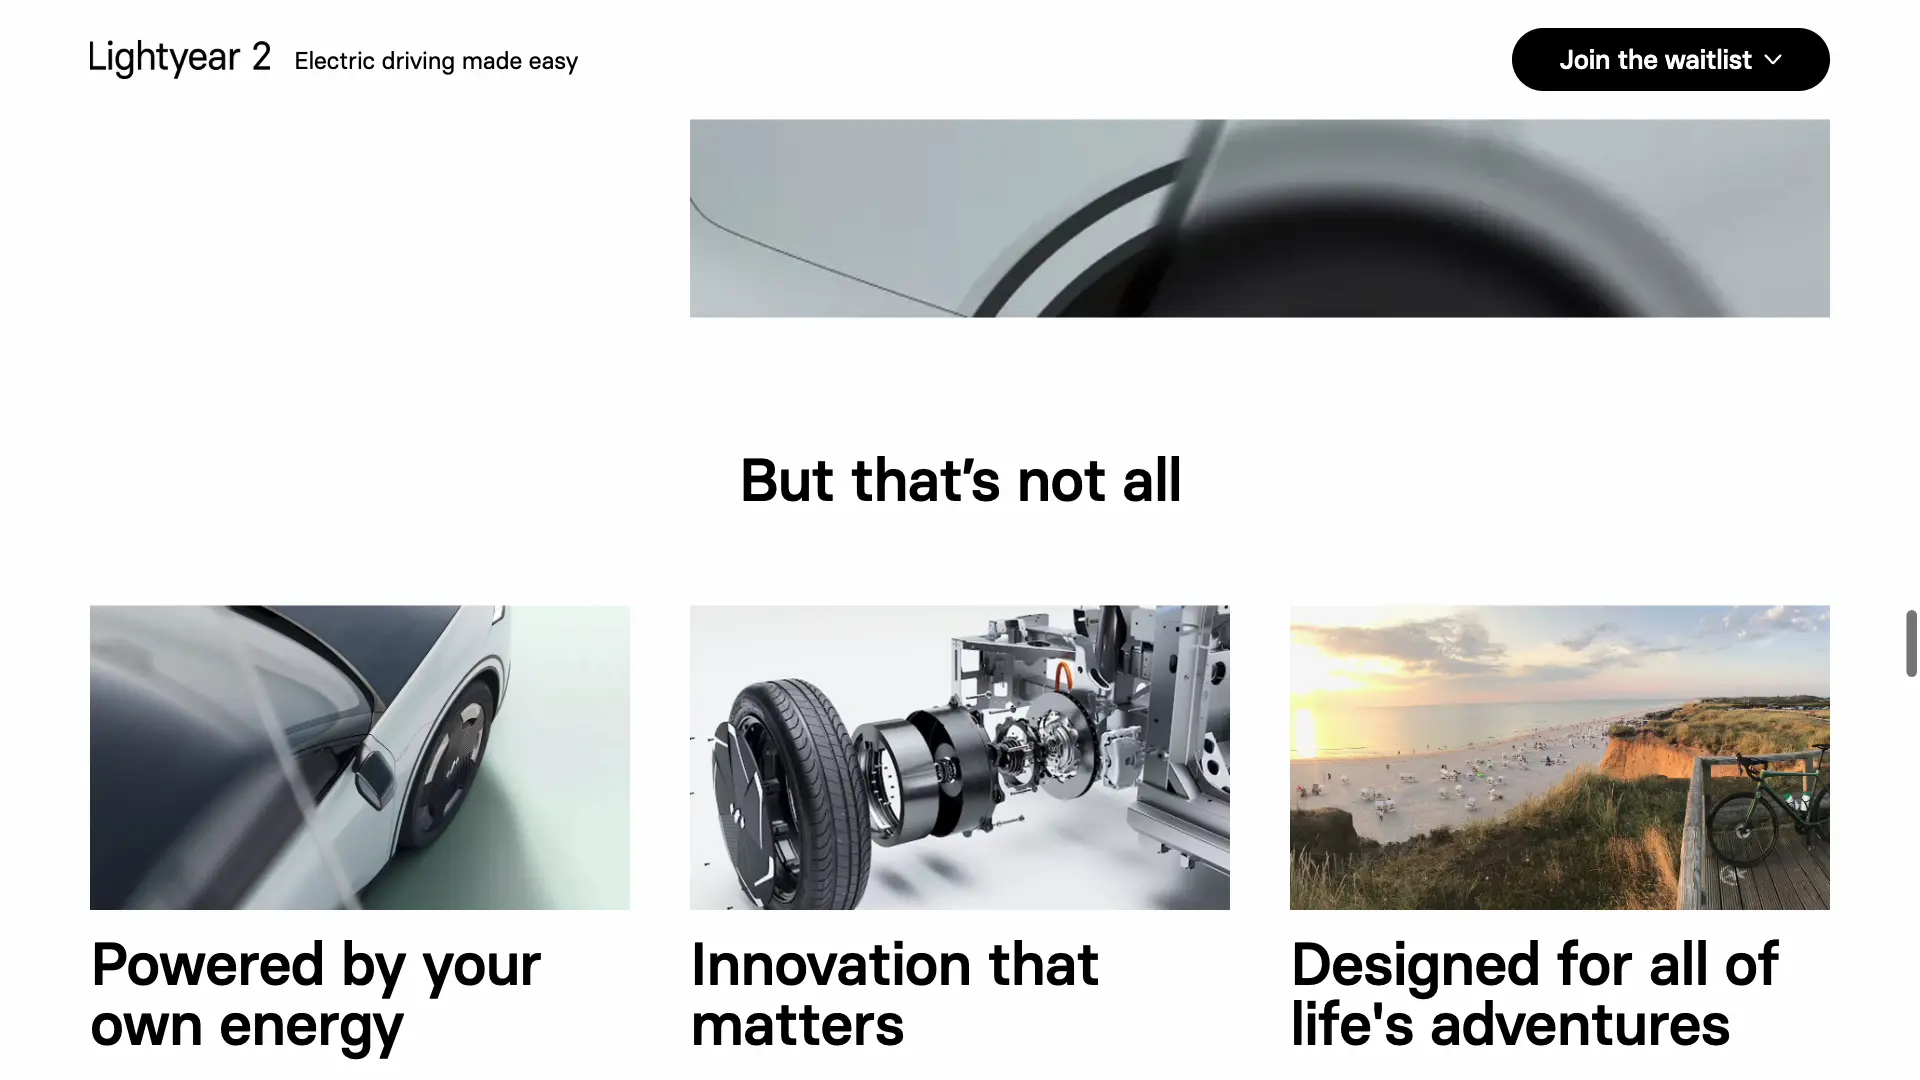 Lightyear 2 Electric driving made easy
Join the waitlist
But that’s not all
Powered by your
own energy
Innovation that
matters
Designed for all of
life's adventures